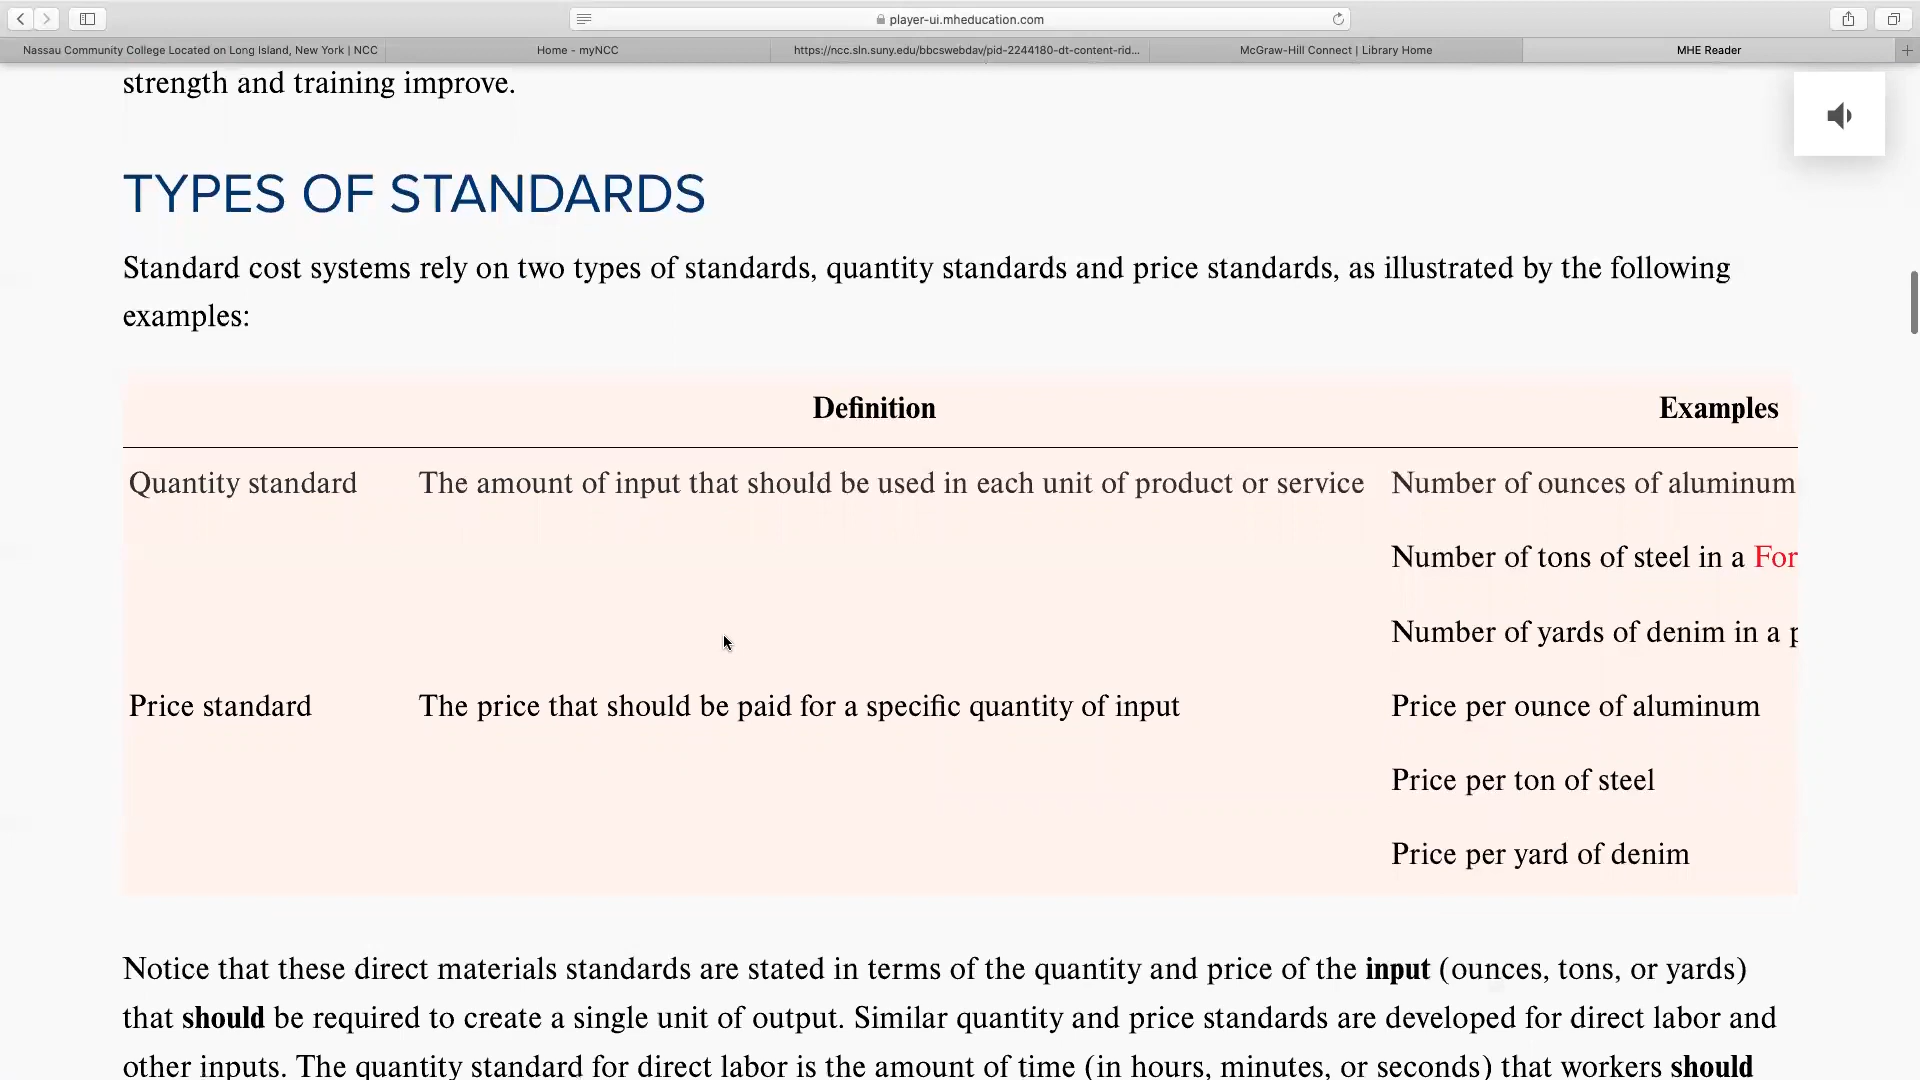 player-ui.mheducation.com
Nassau Community College Located on Long Island, New York | NCC
Home - myNCC
https://ncc.sln.suny.edu/bbcswebdav/pid-2244180-dt-content-rid...
McGraw-Hill Connect | Library Home
MHE Reader
strength and training improve.
TYPES OF STANDARDS
Standard cost systems rely on two types of standards, quantity standards and price standards, as illustrated by the following
examples:
Definition Examples
Quantity standard The amount of input that should be used in each unit of product or service Number of ounces of aluminum
Number of tons of steel in a For
Number of yards of denim in a p
Price standard The price that should be paid for a specific quantity of input Price per ounce of aluminum
Price per ton of steel
Price per yard of denim
Notice that these direct materials standards are stated in terms of the quantity and price of the input (ounces, tons, or yards)
that should be required to create a single unit of output. Similar quantity and price standards are developed for direct labor and
other inputs. The quantity standard for direct labor is the amount of time (in hours, minutes, or seconds) that workers should